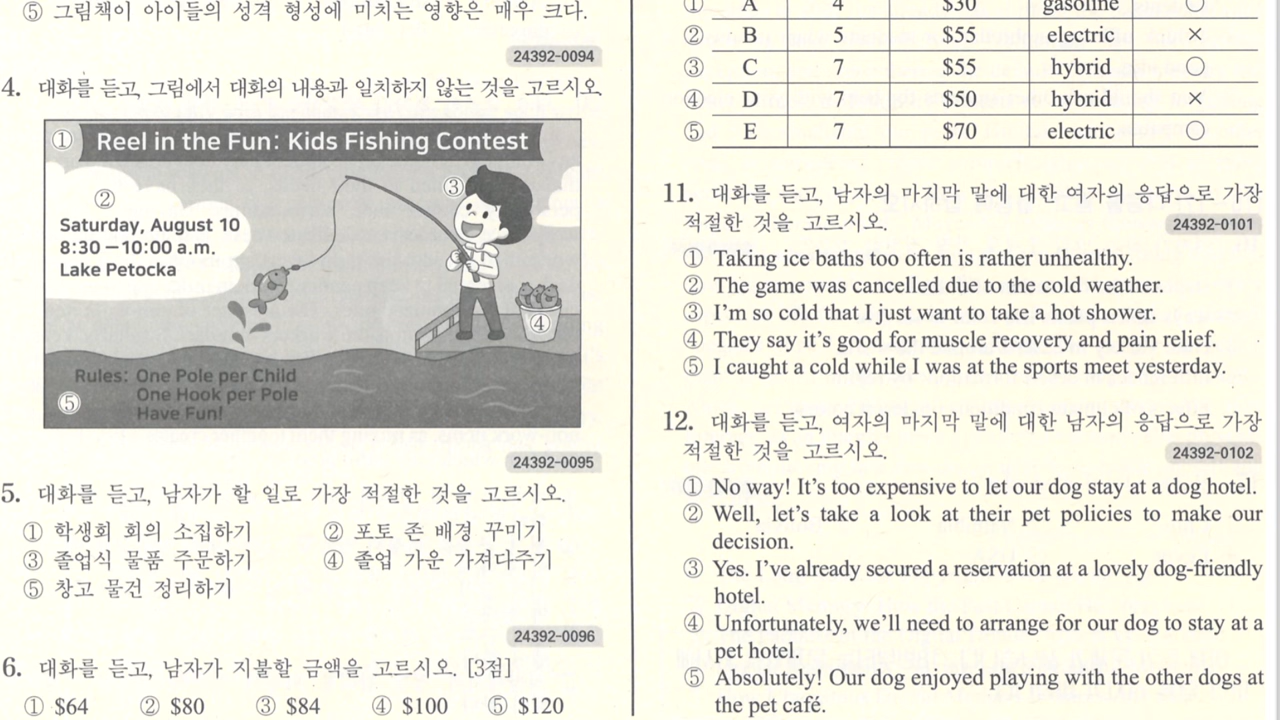 ⑤ 그림책이 아이들의 성격 형성에 미치는 영향은 매우 크다.
24392-0094
4. 대화를 듣고, 그림에서 대화의 내용과 일치하지 않는 것을 고르시오.
① Reel in the Fun: Kids Fishing Contest
②
Saturday, August 10
8:30 – 10:00 a.m.
Lake Petocka
③
④
Rules: One Pole per Child
One Hook per Pole
⑤ Have Fun!
24392-0095
5. 대화를 듣고, 남자가 할 일로 가장 적절한 것을 고르시오.
① 학생회 회의 소집하기 ② 포토 존 배경 꾸미기
③ 졸업식 물품 주문하기 ④ 졸업 가운 가져다주기
⑤ 창고 물건 정리하기
24392-0096
6. 대화를 듣고, 남자가 지불할 금액을 고르시오. [3점]
① $64 ② $80 ③ $84 ④ $100 ⑤ $120
① A 4 $30 gasoline ○
② B 5 $55 electric ×
③ C 7 $55 hybrid ○
④ D 7 $50 hybrid ×
⑤ E 7 $70 electric ○
11. 대화를 듣고, 남자의 마지막 말에 대한 여자의 응답으로 가장
적절한 것을 고르시오. 24392-0101
① Taking ice baths too often is rather unhealthy.
② The game was cancelled due to the cold weather.
③ I'm so cold that I just want to take a hot shower.
④ They say it's good for muscle recovery and pain relief.
⑤ I caught a cold while I was at the sports meet yesterday.
12. 대화를 듣고, 여자의 마지막 말에 대한 남자의 응답으로 가장
적절한 것을 고르시오. 24392-0102
① No way! It's too expensive to let our dog stay at a dog hotel.
② Well, let's take a look at their pet policies to make our
decision.
③ Yes. I've already secured a reservation at a lovely dog-friendly
hotel.
④ Unfortunately, we'll need to arrange for our dog to stay at a
pet hotel.
⑤ Absolutely! Our dog enjoyed playing with the other dogs at
the pet café.